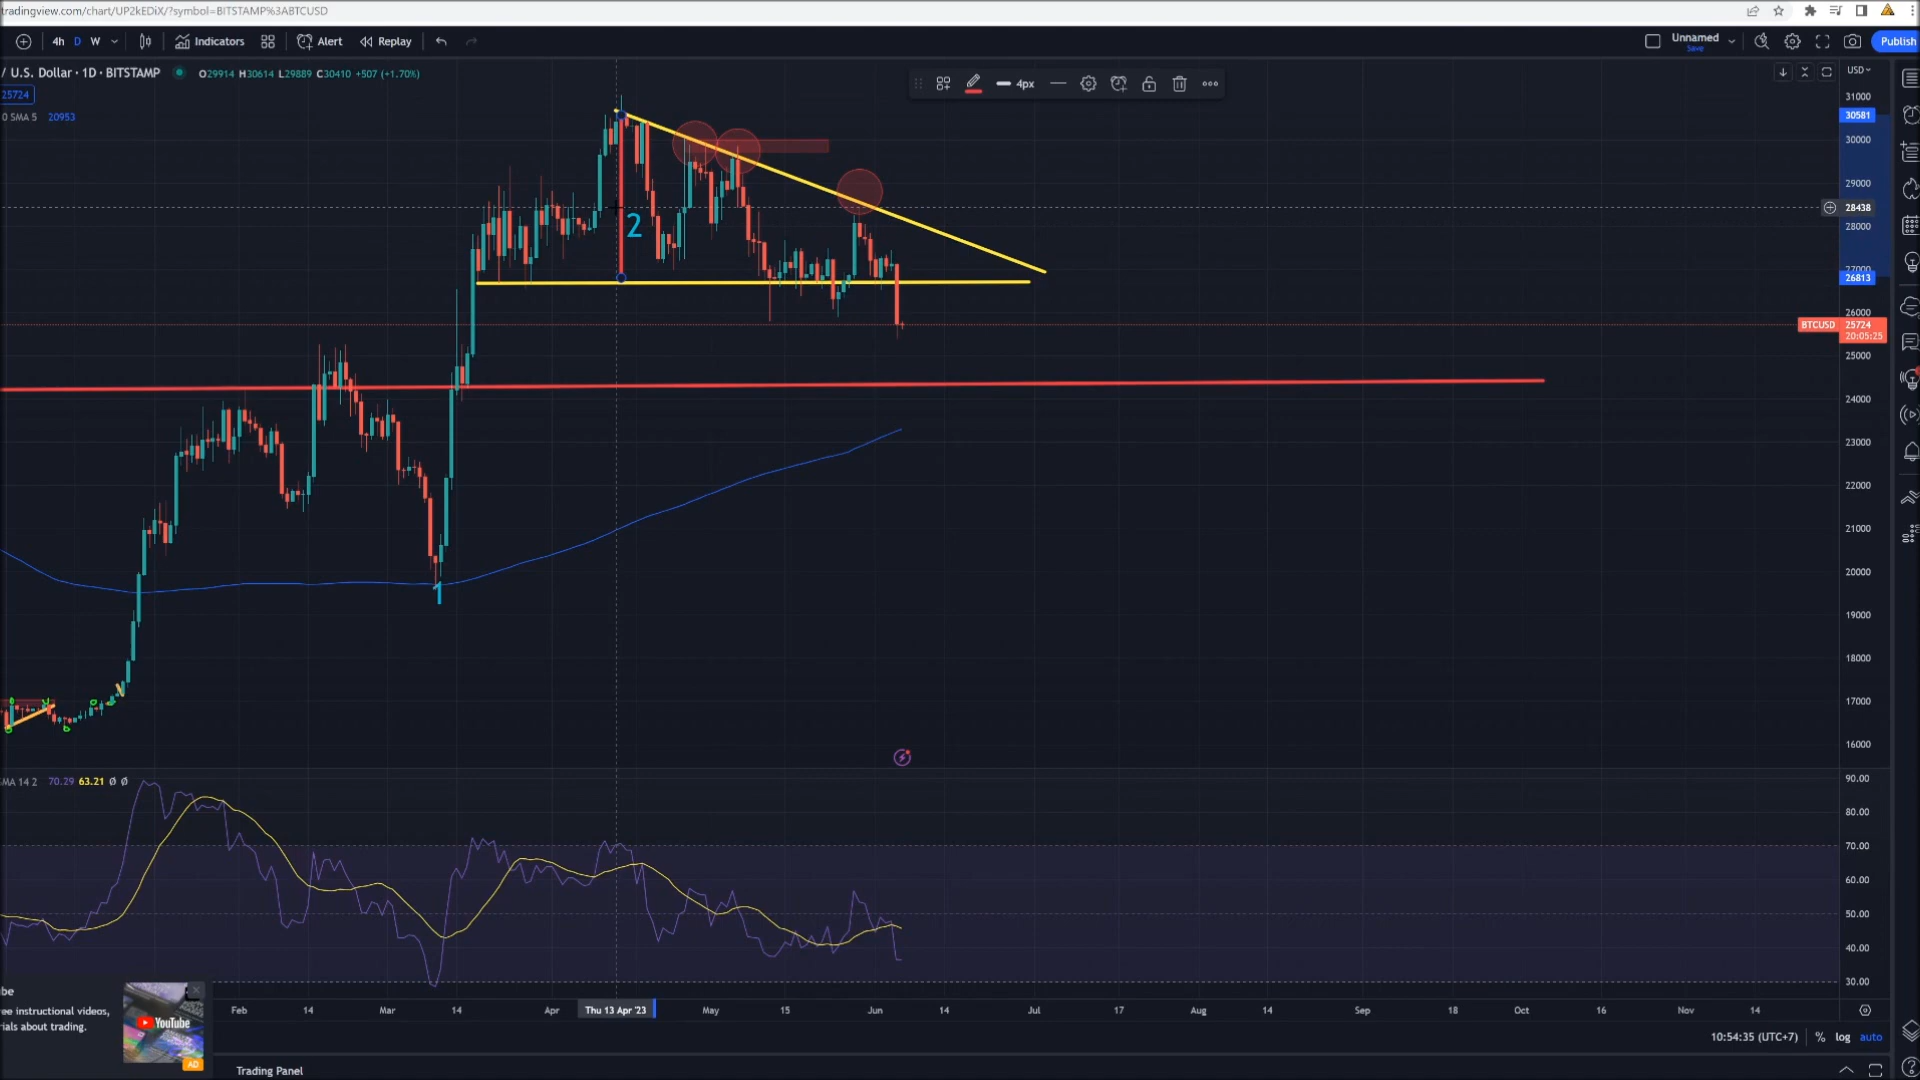 tradingview.com/chart/UP2kEDiX/?symbol=BITSTAMP%3ABTCUSD
4h D W Indicators Alert Replay Unnamed Save Publish
/ U.S. Dollar · 1D · BITSTAMP O29914 H30614 L29889 C30410 +507 (+1.70%)
USD
25724
0 SMA 5 20953
4px
31000
30581
30000
29000
28438
28000
27000
26813
26000
BTCUSD 25724
20:05:25
25000
24000
23000
22000
21000
20000
19000
18000
17000
16000
2
1
MA 14 2 70.29 63.21 Ø Ø
90.00
80.00
70.00
60.00
50.00
40.00
30.00
be
ee instructional videos,
ials about trading.
YouTube
AD
Feb 14 Mar 14 Apr Thu 13 Apr '23 May 15 Jun 14 Jul 17 Aug 14 Sep 18 Oct 16 Nov 14
10:54:35 (UTC+7) % log auto
Trading Panel